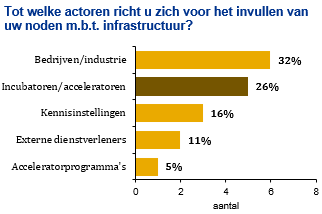 Tot welke actoren richt u zich voor het invullen van
uw noden m.b.t. infrastructuur?
Bedrijven/industrie 32%
Incubatoren/acceleratoren 26%
Kennisinstellingen 16%
Externe dienstverleners 11%
Acceleratorprogramma's 5%
0 2 4 6 8
aantal